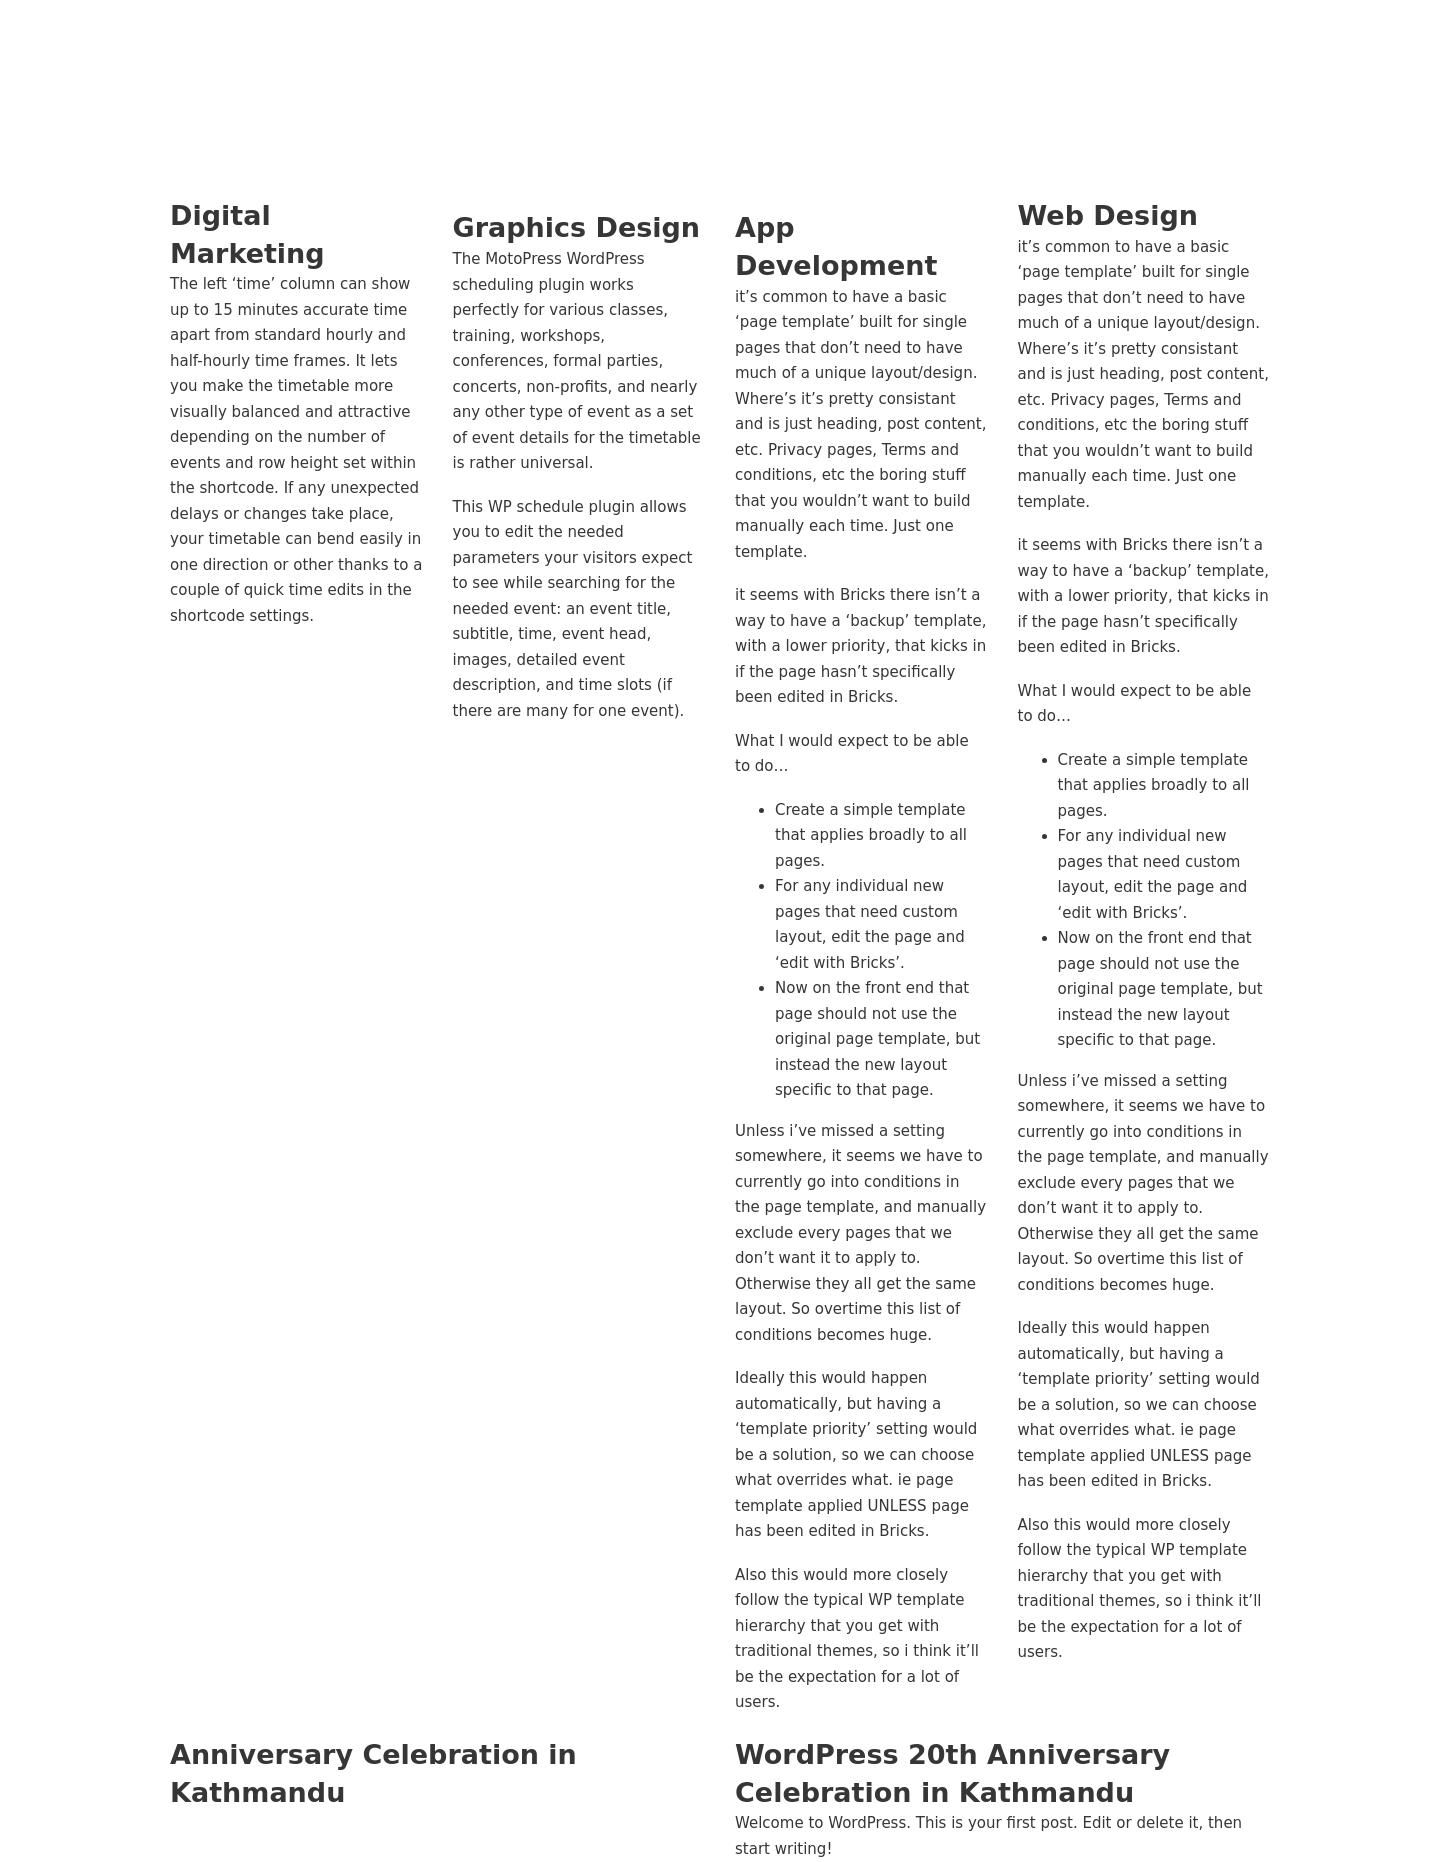 Digital
Marketing
The left ‘time’ column can show
up to 15 minutes accurate time
apart from standard hourly and
half-hourly time frames. It lets
you make the timetable more
visually balanced and attractive
depending on the number of
events and row height set within
the shortcode. If any unexpected
delays or changes take place,
your timetable can bend easily in
one direction or other thanks to a
couple of quick time edits in the
shortcode settings.
Graphics Design
The MotoPress WordPress
scheduling plugin works
perfectly for various classes,
training, workshops,
conferences, formal parties,
concerts, non-profits, and nearly
any other type of event as a set
of event details for the timetable
is rather universal.
This WP schedule plugin allows
you to edit the needed
parameters your visitors expect
to see while searching for the
needed event: an event title,
subtitle, time, event head,
images, detailed event
description, and time slots (if
there are many for one event).
App
Development
it’s common to have a basic
‘page template’ built for single
pages that don’t need to have
much of a unique layout/design.
Where’s it’s pretty consistant
and is just heading, post content,
etc. Privacy pages, Terms and
conditions, etc the boring stuff
that you wouldn’t want to build
manually each time. Just one
template.
it seems with Bricks there isn’t a
way to have a ‘backup’ template,
with a lower priority, that kicks in
if the page hasn’t specifically
been edited in Bricks.
What I would expect to be able
to do…
• Create a simple template
that applies broadly to all
pages.
• For any individual new
pages that need custom
layout, edit the page and
‘edit with Bricks’.
• Now on the front end that
page should not use the
original page template, but
instead the new layout
specific to that page.
Unless i’ve missed a setting
somewhere, it seems we have to
currently go into conditions in
the page template, and manually
exclude every pages that we
don’t want it to apply to.
Otherwise they all get the same
layout. So overtime this list of
conditions becomes huge.
Ideally this would happen
automatically, but having a
‘template priority’ setting would
be a solution, so we can choose
what overrides what. ie page
template applied UNLESS page
has been edited in Bricks.
Also this would more closely
follow the typical WP template
hierarchy that you get with
traditional themes, so i think it’ll
be the expectation for a lot of
users.
Web Design
it’s common to have a basic
‘page template’ built for single
pages that don’t need to have
much of a unique layout/design.
Where’s it’s pretty consistant
and is just heading, post content,
etc. Privacy pages, Terms and
conditions, etc the boring stuff
that you wouldn’t want to build
manually each time. Just one
template.
it seems with Bricks there isn’t a
way to have a ‘backup’ template,
with a lower priority, that kicks in
if the page hasn’t specifically
been edited in Bricks.
What I would expect to be able
to do…
• Create a simple template
that applies broadly to all
pages.
• For any individual new
pages that need custom
layout, edit the page and
‘edit with Bricks’.
• Now on the front end that
page should not use the
original page template, but
instead the new layout
specific to that page.
Unless i’ve missed a setting
somewhere, it seems we have to
currently go into conditions in
the page template, and manually
exclude every pages that we
don’t want it to apply to.
Otherwise they all get the same
layout. So overtime this list of
conditions becomes huge.
Ideally this would happen
automatically, but having a
‘template priority’ setting would
be a solution, so we can choose
what overrides what. ie page
template applied UNLESS page
has been edited in Bricks.
Also this would more closely
follow the typical WP template
hierarchy that you get with
traditional themes, so i think it’ll
be the expectation for a lot of
users.
Anniversary Celebration in
Kathmandu
WordPress 20th Anniversary
Celebration in Kathmandu
Welcome to WordPress. This is your first post. Edit or delete it, then
start writing!